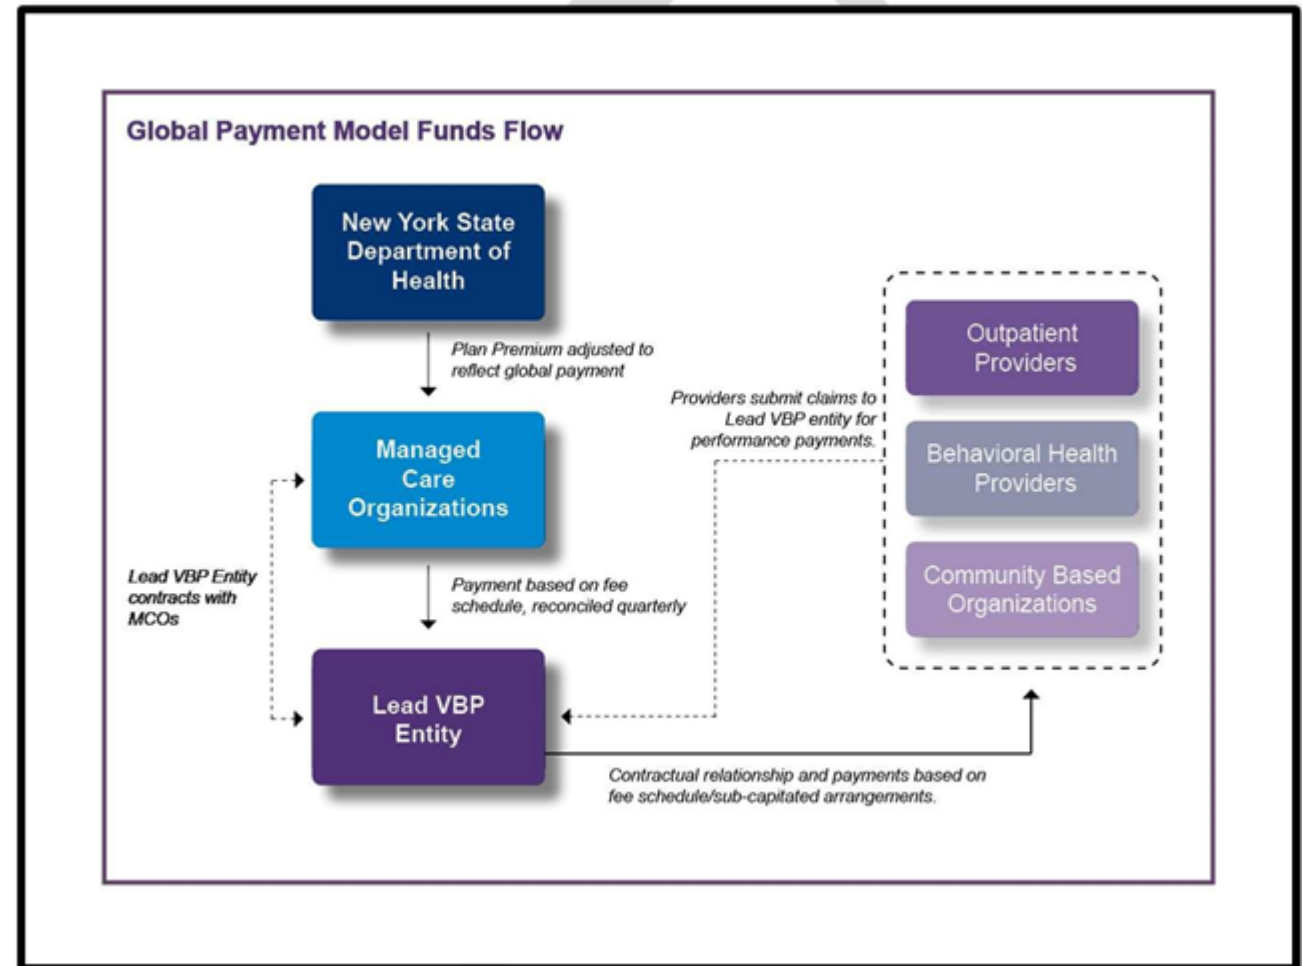 Global Payment Model Funds Flow
New York State
Department of
Health
Plan Premium adjusted to
reflect global payment
Managed
Care
Organizations
Lead VBP Entity
contracts with
MCOs
Payment based on fee
schedule, reconciled quarterly
Lead VBP
Entity
Providers submit claims to
Lead VBP entity for
performance payments.
Outpatient
Providers
Behavioral Health
Providers
Community Based
Organizations
Contractual relationship and payments based on
fee schedule/sub-capitated arrangements.